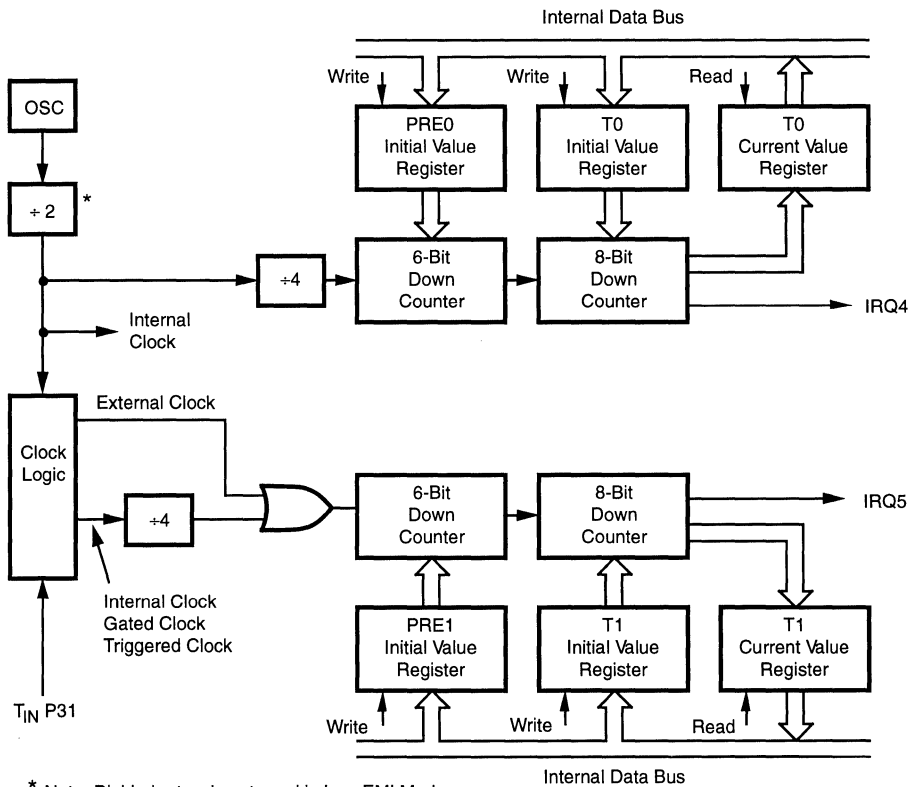 Internal Data Bus
Write
Write
Read
OSC
PRE0
Initial Value
Register
T0
Initial Value
Register
T0
Current Value
Register
÷ 2
*
÷4
6-Bit
Down
Counter
8-Bit
Down
Counter
IRQ4
Internal
Clock
External Clock
Clock
Logic
÷4
6-Bit
Down
Counter
8-Bit
Down
Counter
IRQ5
Internal Clock
Gated Clock
Triggered Clock
PRE1
Initial Value
Register
T1
Initial Value
Register
T1
Current Value
Register
TIN P31
Write
Write
Read
Internal Data Bus